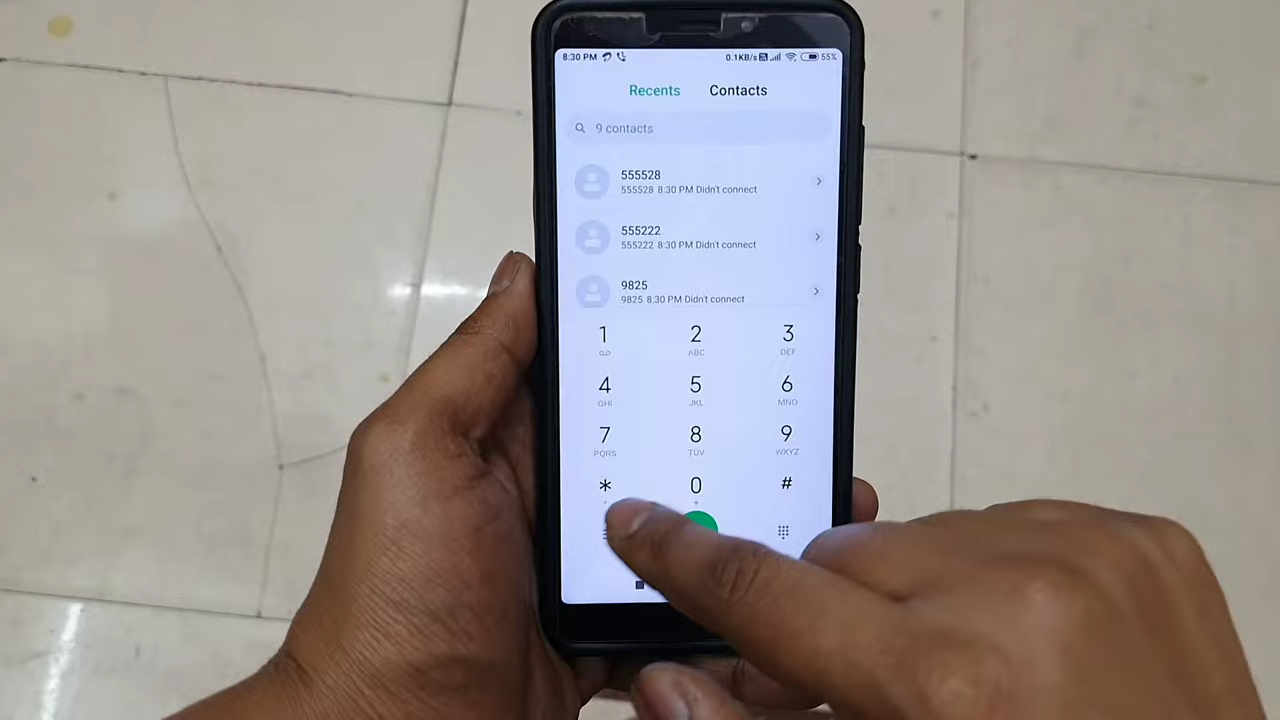 8:30 PM 0.1KB/s 55%
Recents Contacts
9 contacts
555528
555528 8:30 PM Didn't connect
555222
555222 8:30 PM Didn't connect
9825
9825 8:30 PM Didn't connect
1 2 3
ABC DEF
4 5 6
GHI JKL MNO
7 8 9
PQRS TUV WXYZ
* 0 #
+